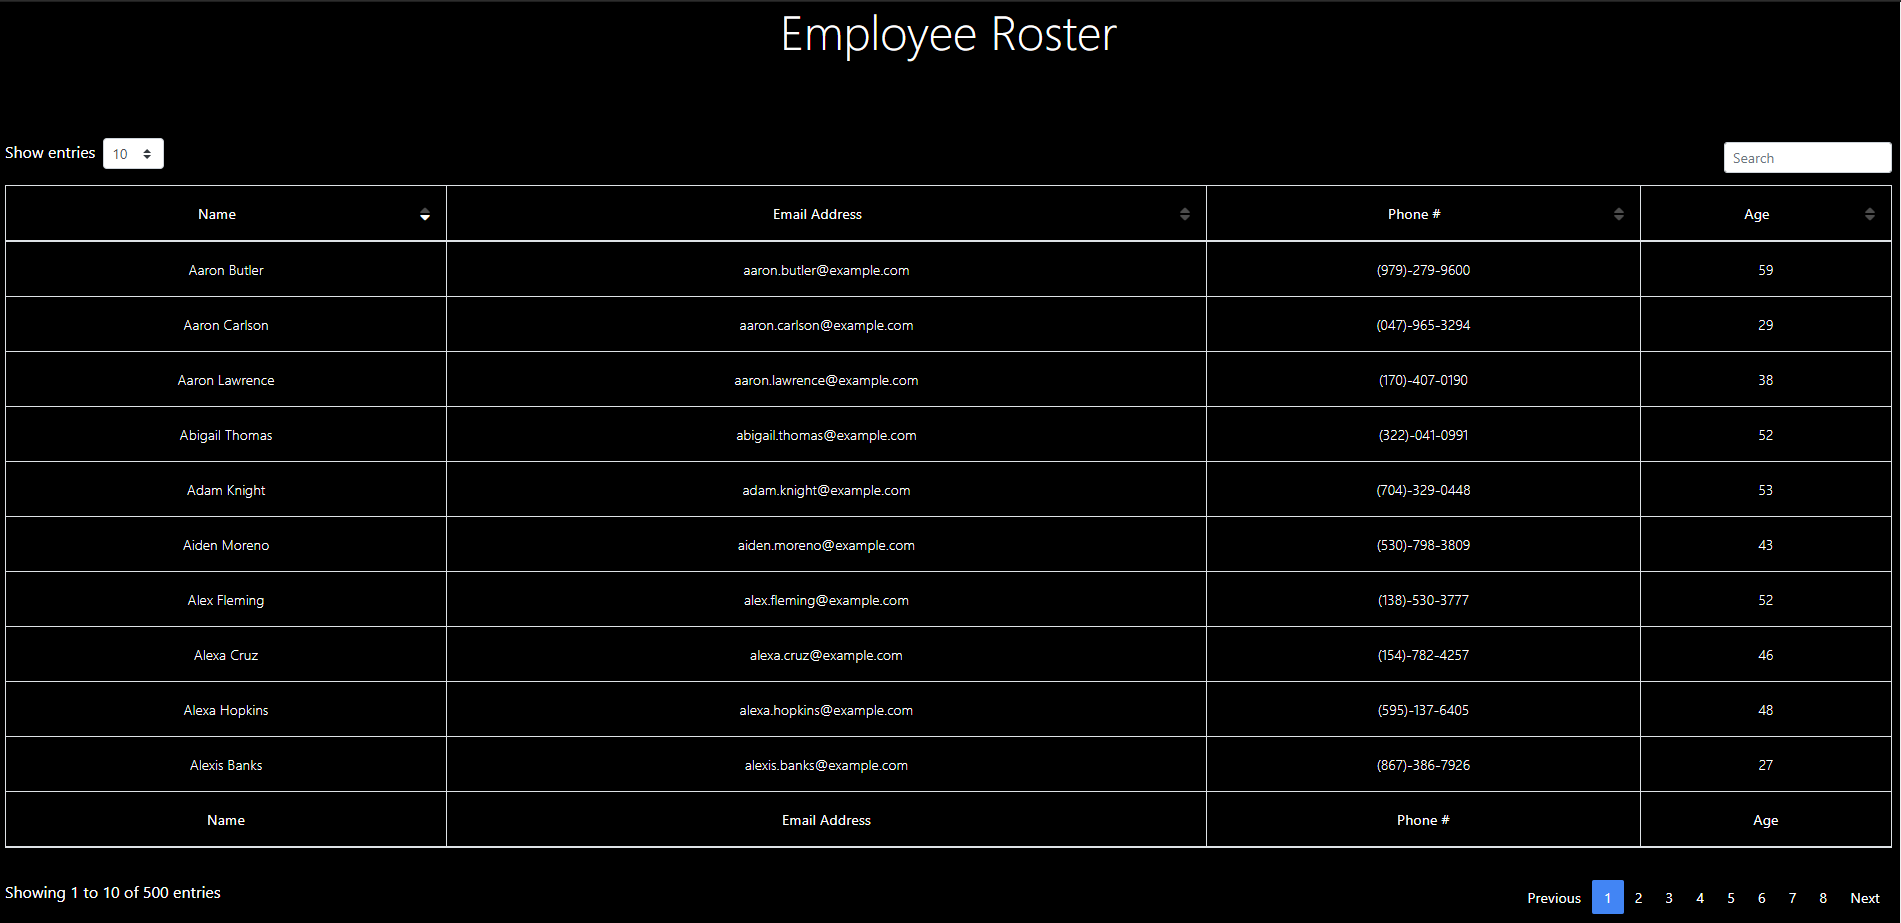 Employee Roster
Show entries 10 Search
Name Email Address Phone # Age
Aaron Butler aaron.butler@example.com (979)-279-9600 59
Aaron Carlson aaron.carlson@example.com (047)-965-3294 29
Aaron Lawrence aaron.lawrence@example.com (170)-407-0190 38
Abigail Thomas abigail.thomas@example.com (322)-041-0991 52
Adam Knight adam.knight@example.com (704)-329-0448 53
Aiden Moreno aiden.moreno@example.com (530)-798-3809 43
Alex Fleming alex.fleming@example.com (138)-530-3777 52
Alexa Cruz alexa.cruz@example.com (154)-782-4257 46
Alexa Hopkins alexa.hopkins@example.com (595)-137-6405 48
Alexis Banks alexis.banks@example.com (867)-386-7926 27
Name Email Address Phone # Age
Showing 1 to 10 of 500 entries Previous 1 2 3 4 5 6 7 8 Next